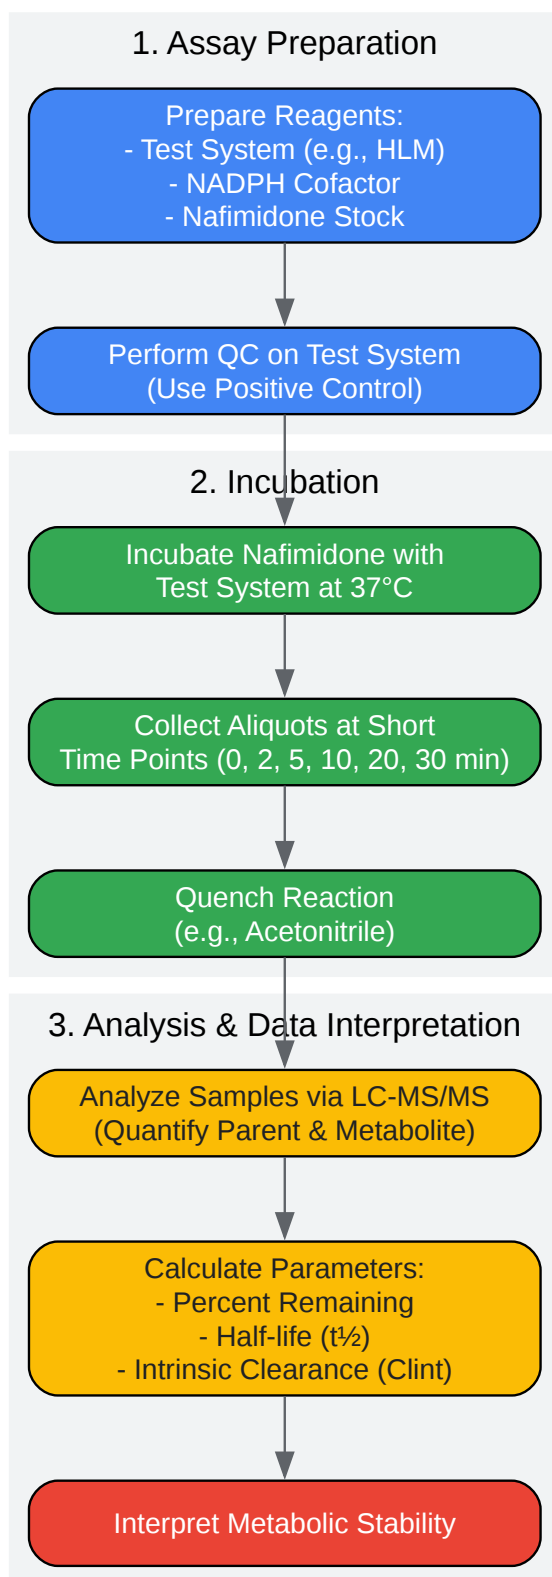 1. Assay Preparation
Prepare Reagents:
- Test System (e.g., HLM)
- NADPH Cofactor
- Nafimidone Stock
Perform QC on Test System
(Use Positive Control)
2. Incubation
Incubate Nafimidone with
Test System at 37°C
Collect Aliquots at Short
Time Points (0, 2, 5, 10, 20, 30 min)
Quench Reaction
(e.g., Acetonitrile)
3. Analysis & Data Interpretation
Analyze Samples via LC-MS/MS
(Quantify Parent & Metabolite)
Calculate Parameters:
- Percent Remaining
- Half-life (t½)
- Intrinsic Clearance (Clint)
Interpret Metabolic Stability